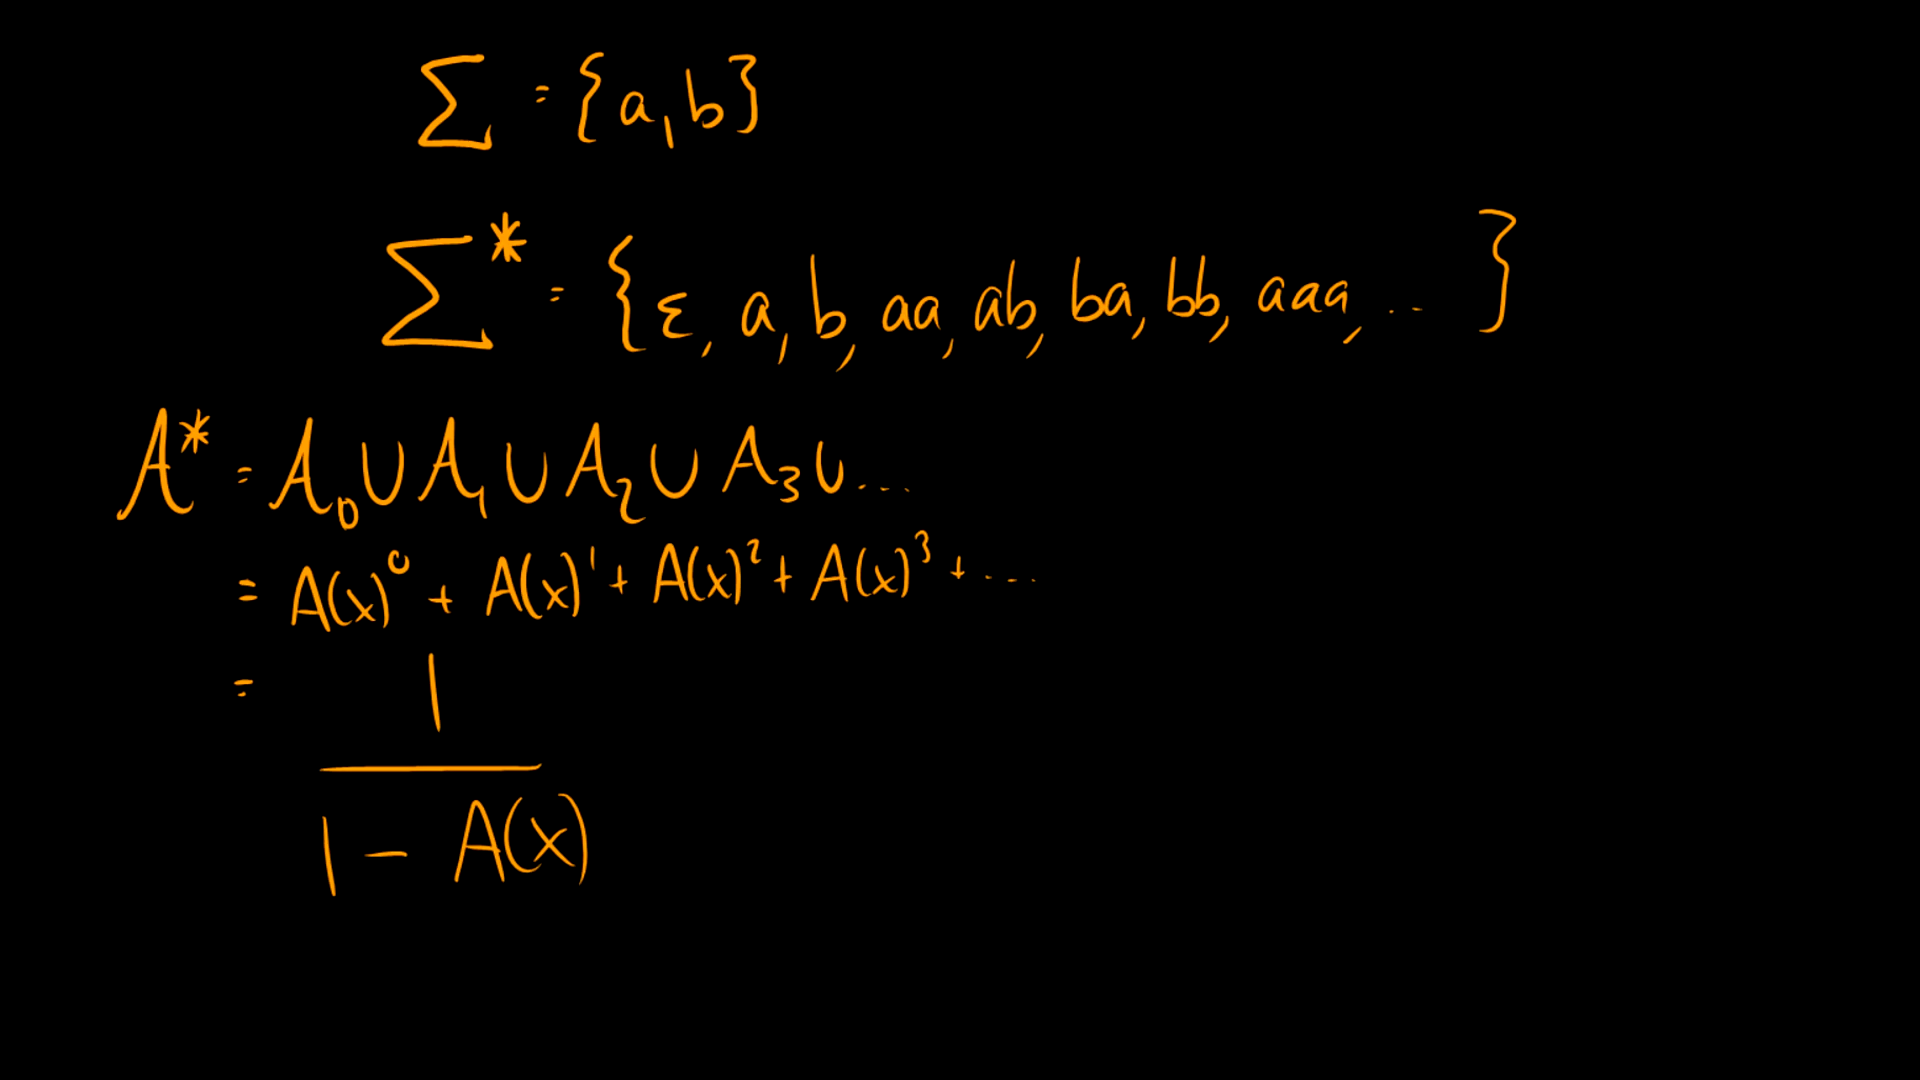 Σ = {a, b}
Σ* = {ε, a, b, aa, ab, ba, bb, aaa, .. }
A* = A₀ ∪ A₁ ∪ A₂ ∪ A₃ ∪ ...
= A(x)⁰ + A(x)¹ + A(x)² + A(x)³ + ...
= 1
1 - A(x)